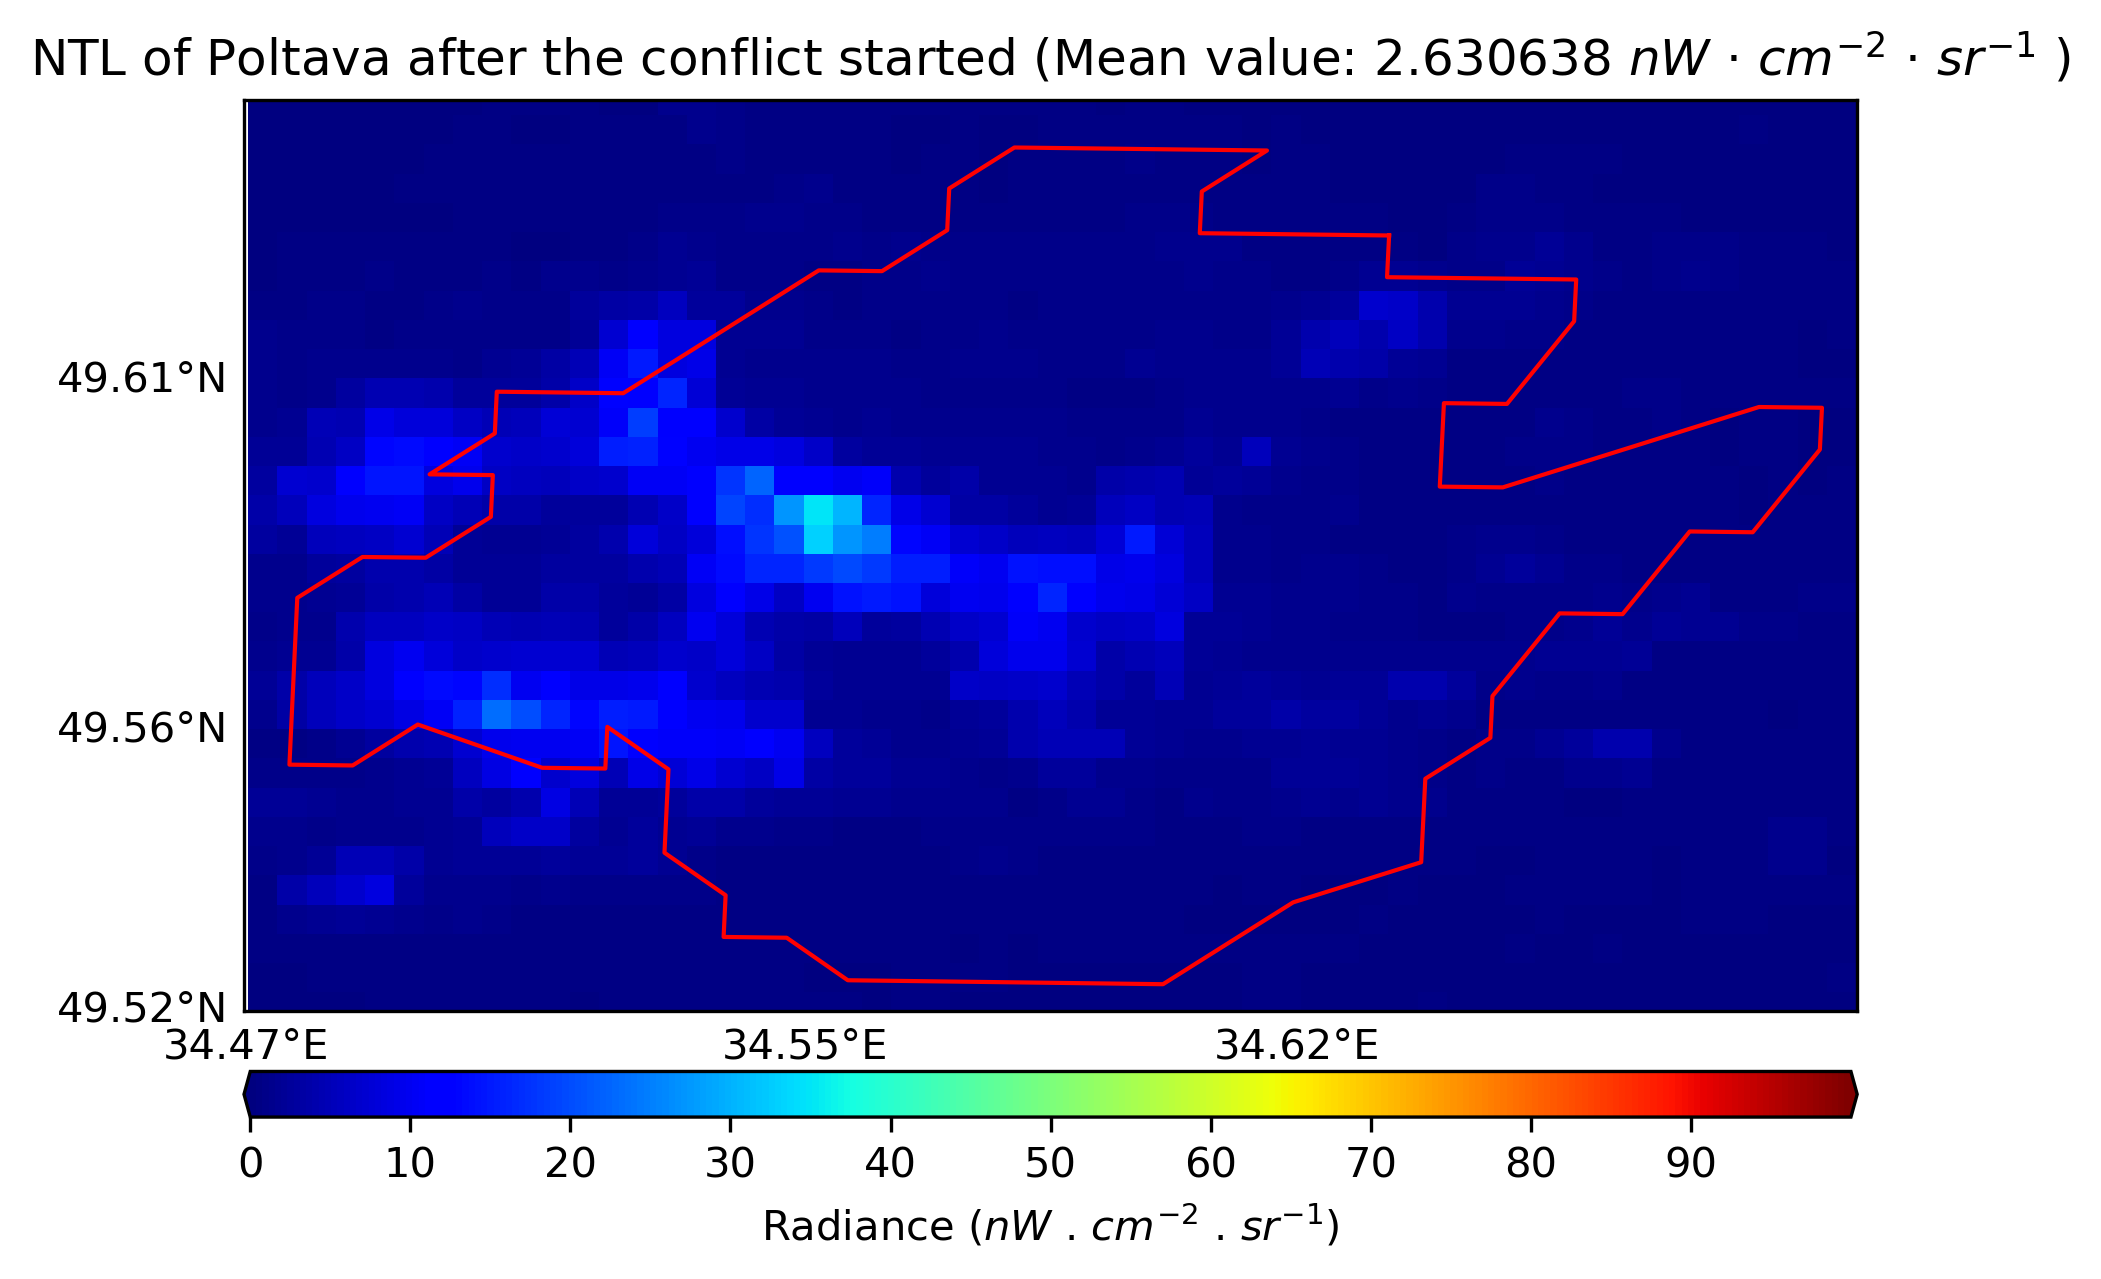 NTL of Poltava after the conflict started (Mean value: 2.630638 nW · cm⁻² · sr⁻¹ )
49.61°N
49.56°N
49.52°N
34.47°E 34.55°E 34.62°E
0 10 20 30 40 50 60 70 80 90
Radiance (nW . cm⁻² . sr⁻¹)